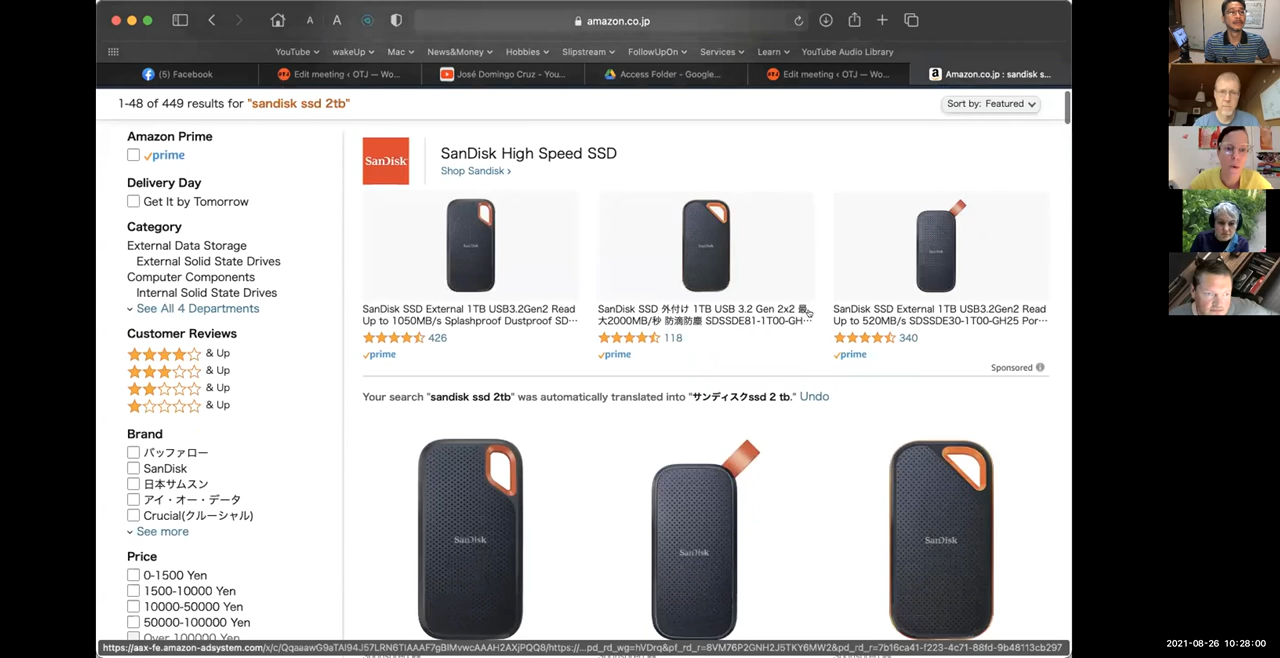 amazon.co.jp
A
A
YouTube
wakeUp
Mac
News&Money
Hobbies
Slipstream
FollowUpOn
Services
Learn
YouTube Audio Library
(5) Facebook
Edit meeting ‹ OTJ — Wo...
José Domingo Cruz - You...
Access Folder - Google...
Edit meeting ‹ OTJ — Wo...
a
Amazon.co.jp : sandisk s...
1-48 of 449 results for "sandisk ssd 2tb"
Sort by: Featured
Amazon Prime
prime
Delivery Day
Get It by Tomorrow
Category
External Data Storage
External Solid State Drives
Computer Components
Internal Solid State Drives
See All 4 Departments
Customer Reviews
& Up
& Up
& Up
& Up
Brand
バッファロー
SanDisk
日本サムスン
アイ・オー・データ
Crucial(クルーシャル)
See more
Price
0-1500 Yen
1500-10000 Yen
10000-50000 Yen
50000-100000 Yen
Over 100000 Yen
SanDisk
SanDisk High Speed SSD
Shop Sandisk ›
SanDisk
SanDisk
SanDisk
SanDisk SSD External 1TB USB3.2Gen2 Read
Up to 1050MB/s Splashproof Dustproof SD...
426
prime
SanDisk SSD 外付け 1TB USB 3.2 Gen 2x2 最
大2000MB/秒 防滴防塵 SDSSDE81-1T00-GH...
118
prime
SanDisk SSD External 1TB USB3.2Gen2 Read
Up to 520MB/s SDSSDE30-1T00-GH25 Por...
340
prime
Sponsored
Your search "sandisk ssd 2tb" was automatically translated into "サンディスクssd 2 tb." Undo
SanDisk
SanDisk
SanDisk
2021-08-26 10:28:00